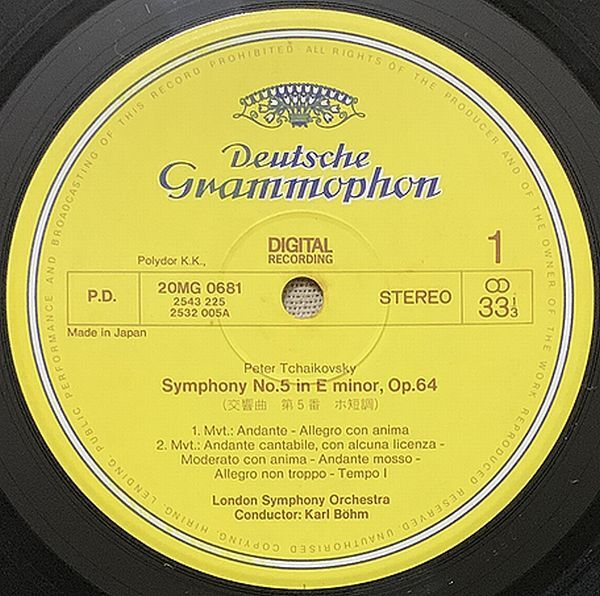 ALL RIGHTS OF THE PRODUCER AND OF THE OWNER OF THE WORK REPRODUCED RESERVED. UNAUTHORISED COPYING, HIRING, LENDING, PUBLIC PERFORMANCE AND BROADCASTING OF THIS RECORD PROHIBITED ·
Deutsche
Grammophon
DIGITAL
RECORDING
1
Polydor K.K.,
P.D.
20MG 0681
2543 225
2532 005A
STEREO
33 1/3
Made in Japan
Peter Tchaikovsky
Symphony No.5 in E minor, Op.64
(交響曲 第5番 ホ短調)
1. Mvt.: Andante - Allegro con anima
2. Mvt.: Andante cantabile, con alcuna licenza -
Moderato con anima - Andante mosso -
Allegro non troppo - Tempo I
London Symphony Orchestra
Conductor: Karl Böhm